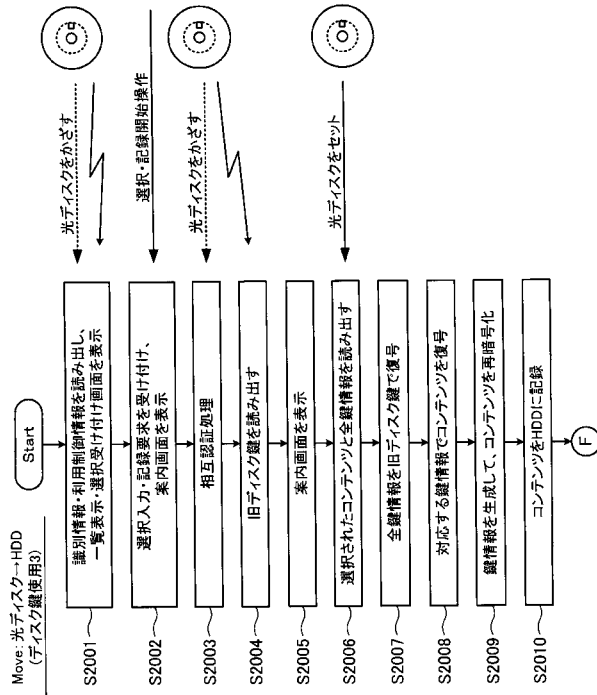 Move: 光ディスク→HDD
(ディスク鍵使用3)
Start
S2001
識別情報・利用制御情報を読み出し、
一覧表示・選択受け付け画面を表示
光ディスクをかざす
S2002
選択入力・記録要求を受け付け、
案内画面を表示
選択・記録開始操作
S2003
相互認証処理
光ディスクをかざす
S2004
旧ディスク鍵を読み出す
S2005
案内画面を表示
S2006
選択されたコンテンツと全鍵情報を読み出す
光ディスクをセット
S2007
全鍵情報を旧ディスク鍵で復号
S2008
対応する鍵情報でコンテンツを復号
S2009
鍵情報を生成して、コンテンツを再暗号化
S2010
コンテンツをHDDに記録
F